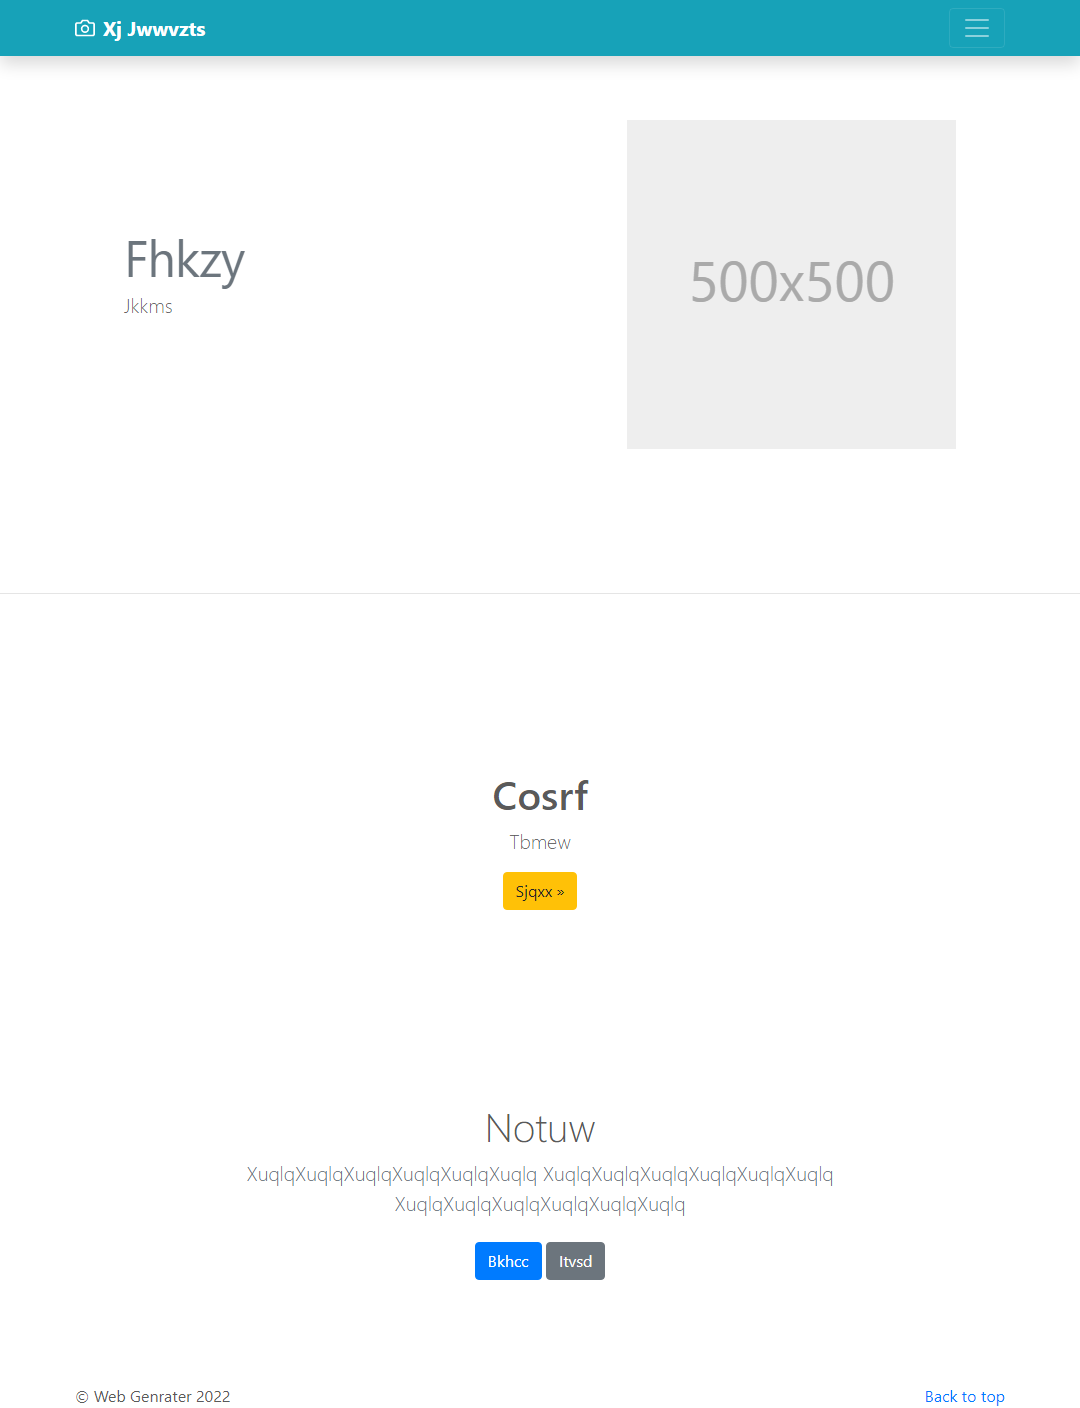 Xj Jwwvzts
Fhkzy
Jkkms
500x500
Cosrf
Tbmew
Sjqxx »
Notuw
XuqlqXuqlqXuqlqXuqlqXuqlqXuqlq XuqlqXuqlqXuqlqXuqlqXuqlqXuqlq
XuqlqXuqlqXuqlqXuqlqXuqlqXuqlq
Bkhcc Itvsd
© Web Genrater 2022 Back to top